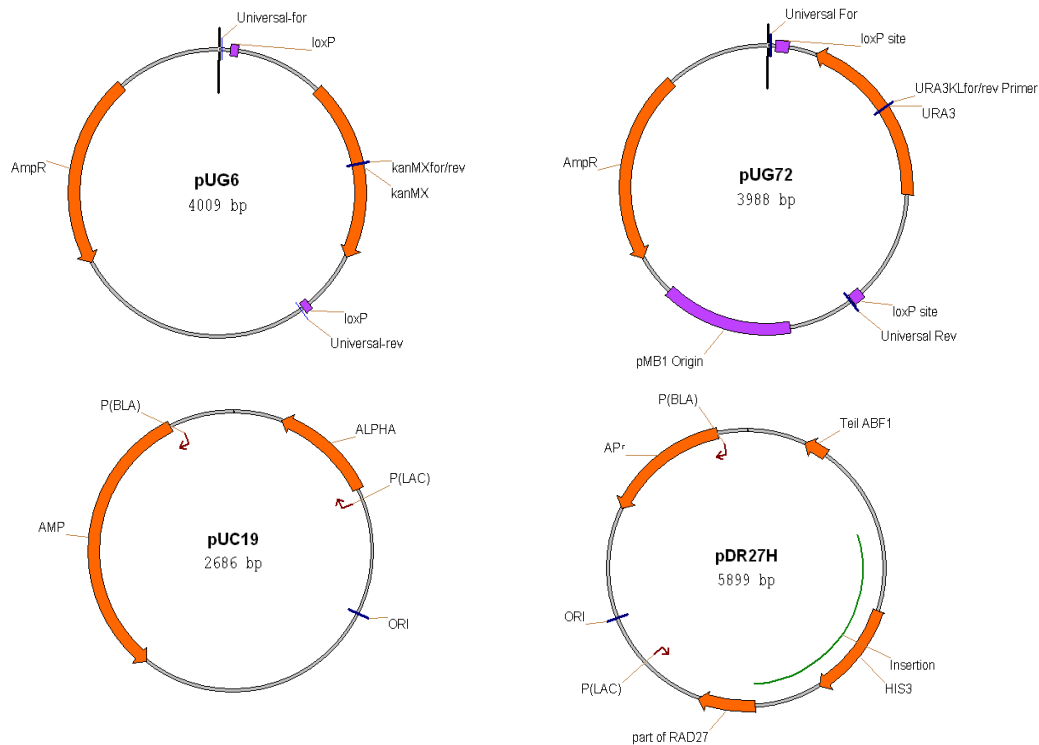 Universal-for
loxP
AmpR
pUG6
4009 bp
kanMXfor/rev
kanMX
loxP
Universal-rev
Universal For
loxP site
URA3KLfor/rev Primer
URA3
AmpR
pUG72
3988 bp
loxP site
Universal Rev
pMB1 Origin
P(BLA)
ALPHA
P(LAC)
AMP
pUC19
2686 bp
ORI
P(BLA)
Teil ABF1
APr
pDR27H
5899 bp
ORI
P(LAC)
Insertion
HIS3
part of RAD27